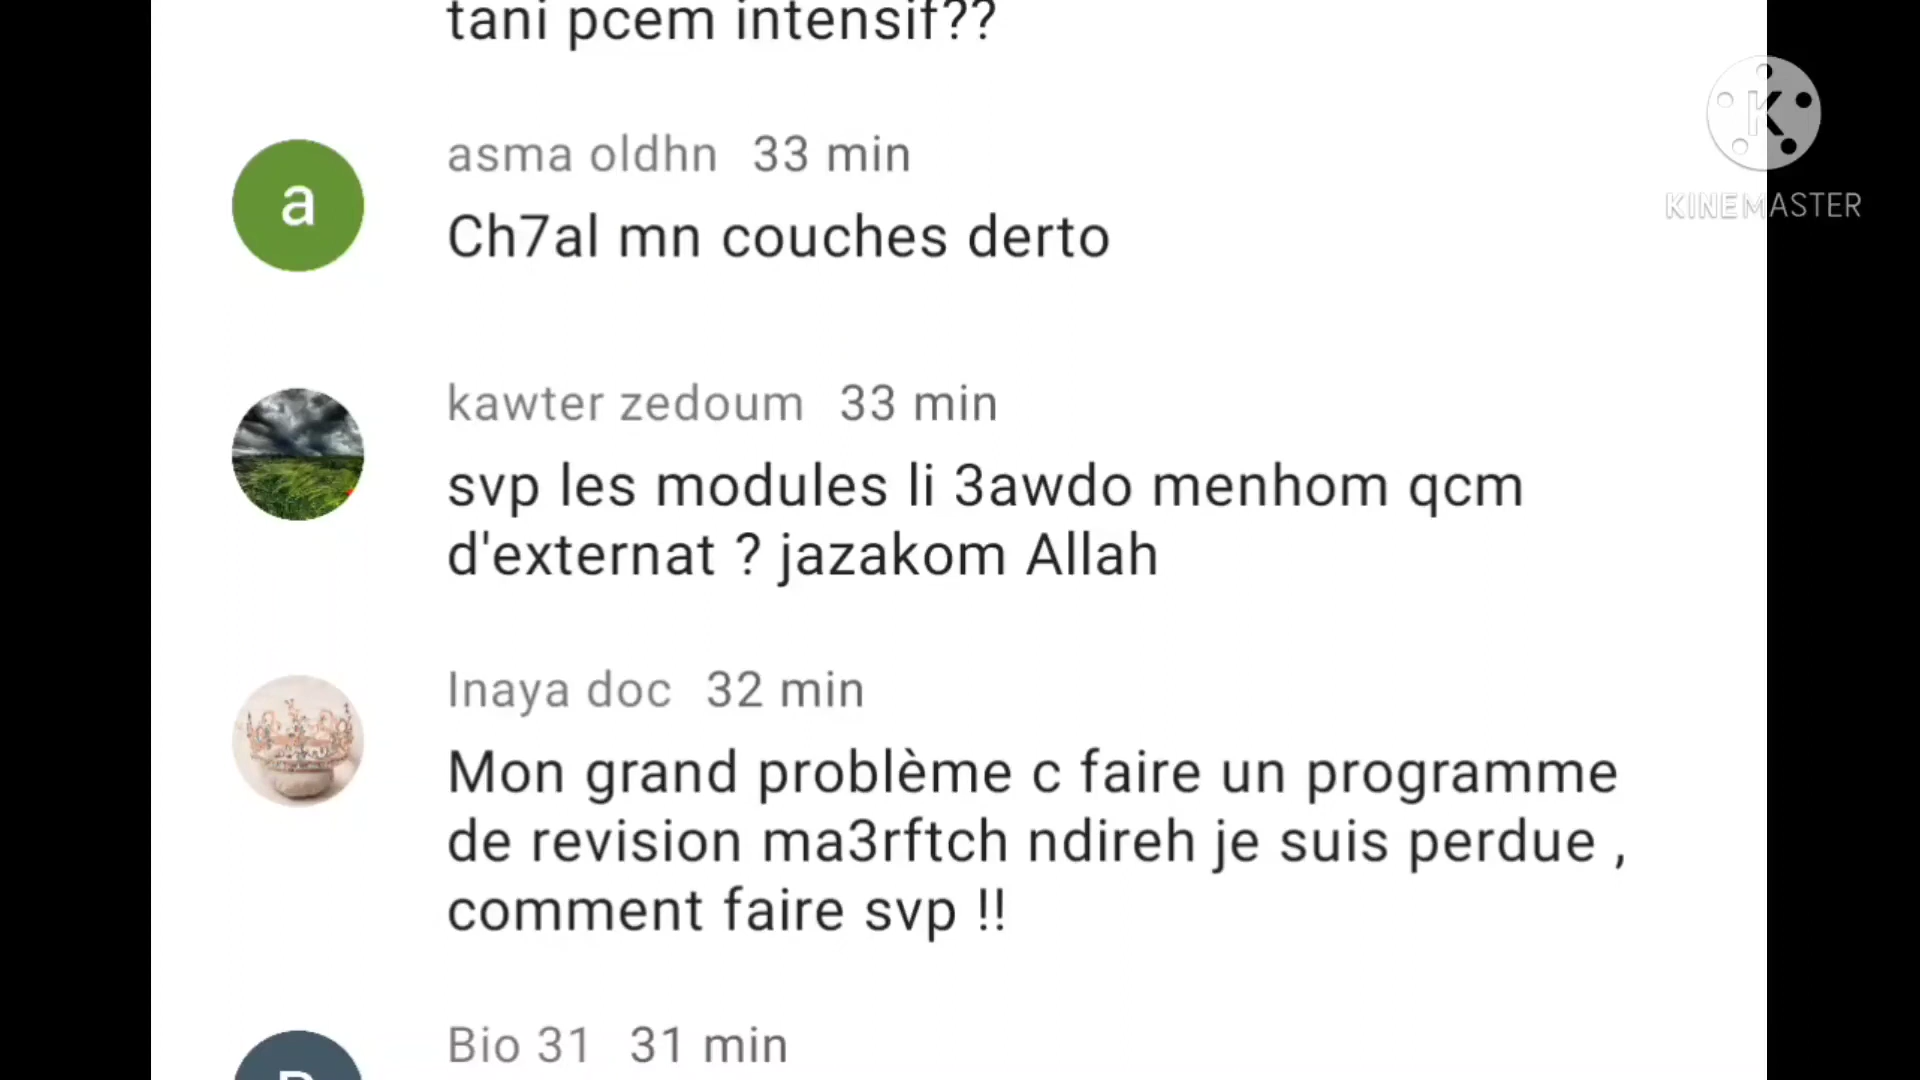 tani pcem intensif??
asma oldhn 33 min
a
Ch7al mn couches derto
kawter zedoum 33 min
svp les modules li 3awdo menhom qcm
d'externat ? jazakom Allah
Inaya doc 32 min
Mon grand problème c faire un programme
de revision ma3rftch ndireh je suis perdue ,
comment faire svp !!
Bio 31 31 min
K
KINEMASTER